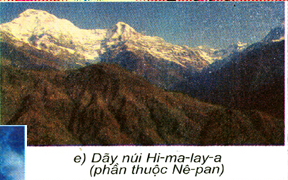 e) Dãy núi Hi-ma-lay-a
(phần thuộc Nê-pan)